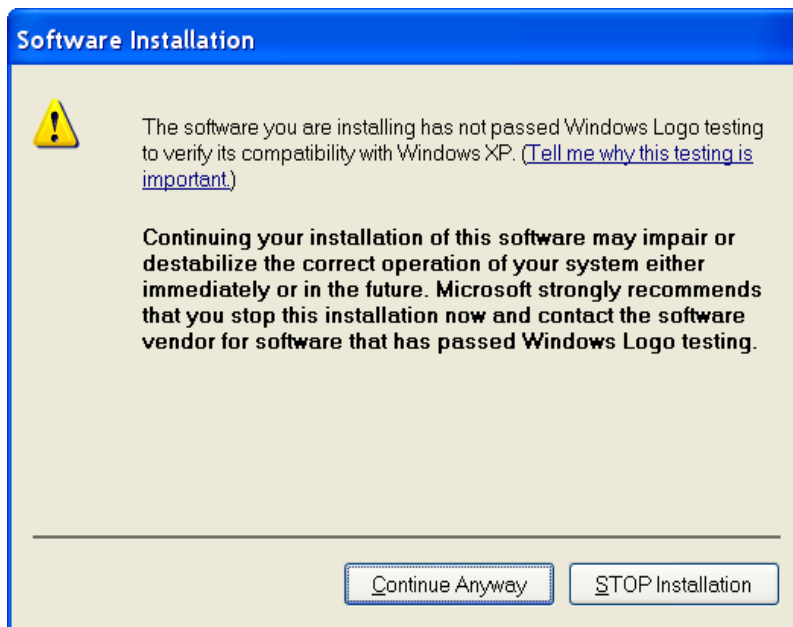 Software Installation
The software you are installing has not passed Windows Logo testing
to verify its compatibility with Windows XP. (Tell me why this testing is
important.)
Continuing your installation of this software may impair or
destabilize the correct operation of your system either
immediately or in the future. Microsoft strongly recommends
that you stop this installation now and contact the software
vendor for software that has passed Windows Logo testing.
Continue Anyway
STOP Installation